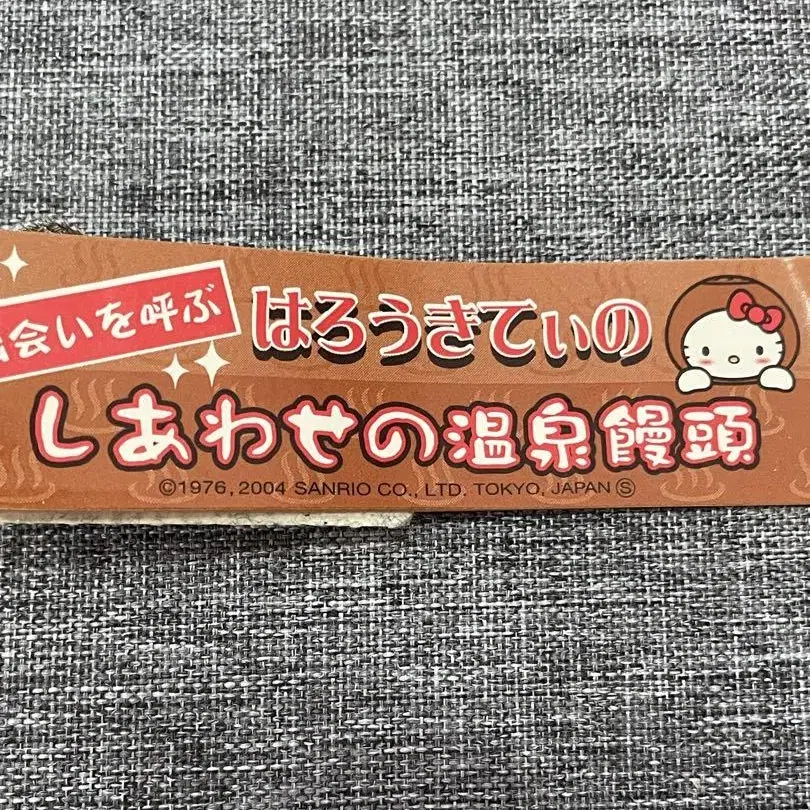 出会いを呼ぶ
はろうきてぃの
しあわせの温泉饅頭
©1976, 2004 SANRIO CO., LTD. TOKYO, JAPAN Ⓢ